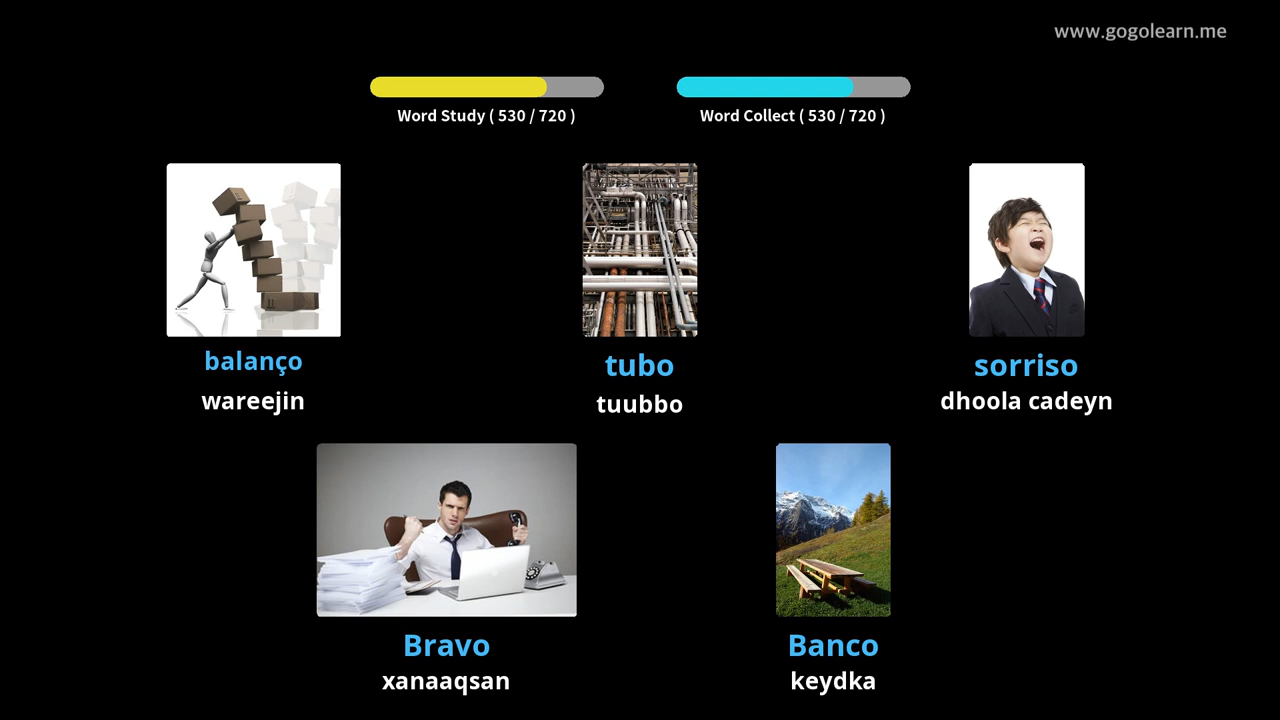 www.gogolearn.me
Word Study ( 530 / 720 )
Word Collect ( 530 / 720 )
balanço
wareejin
tubo
tuubbo
sorriso
dhoola cadeyn
Bravo
xanaaqsan
Banco
keydka